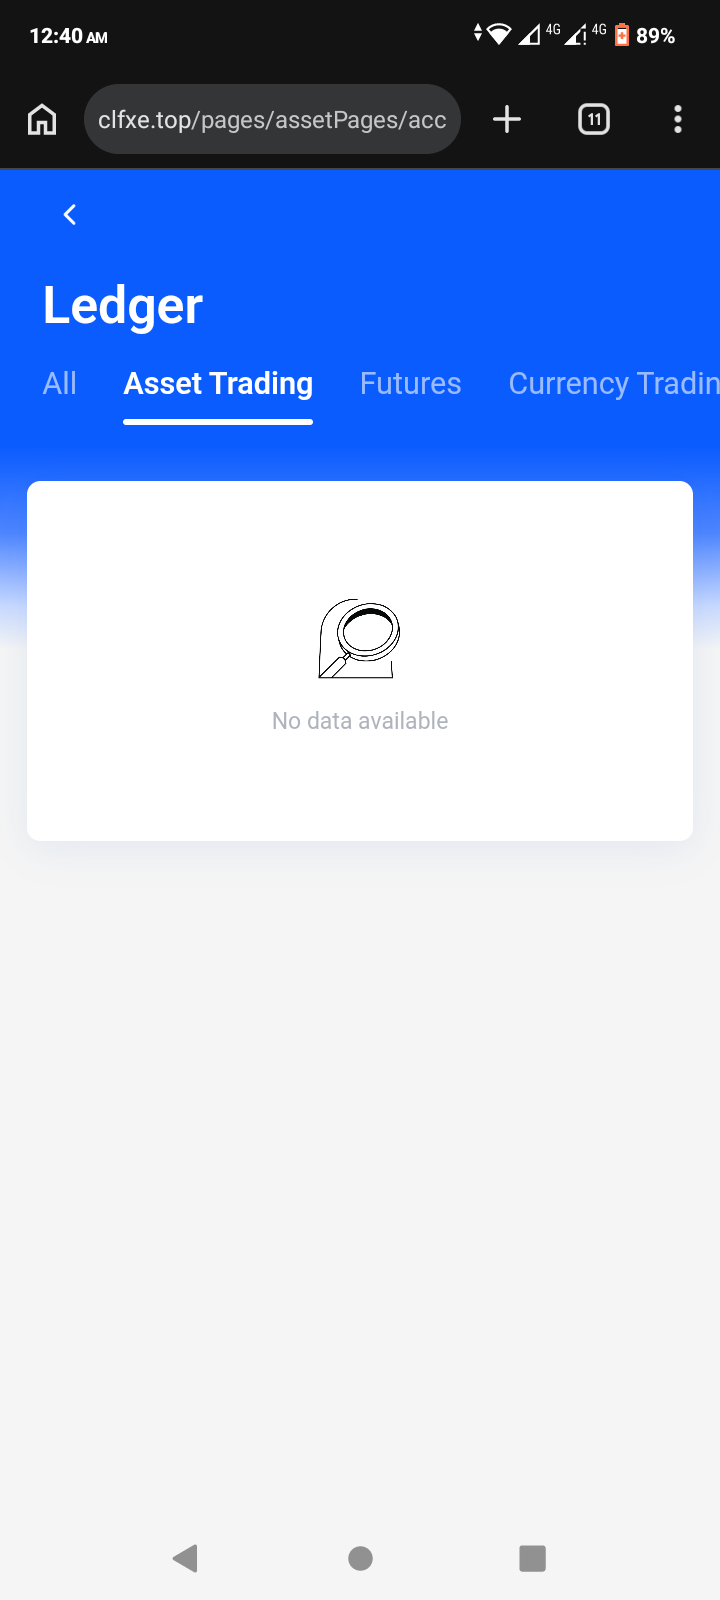 12:40 AM 4G 4G 89%
clfxe.top/pages/assetPages/acc 11
Ledger
All Asset Trading Futures Currency Tradin
No data available